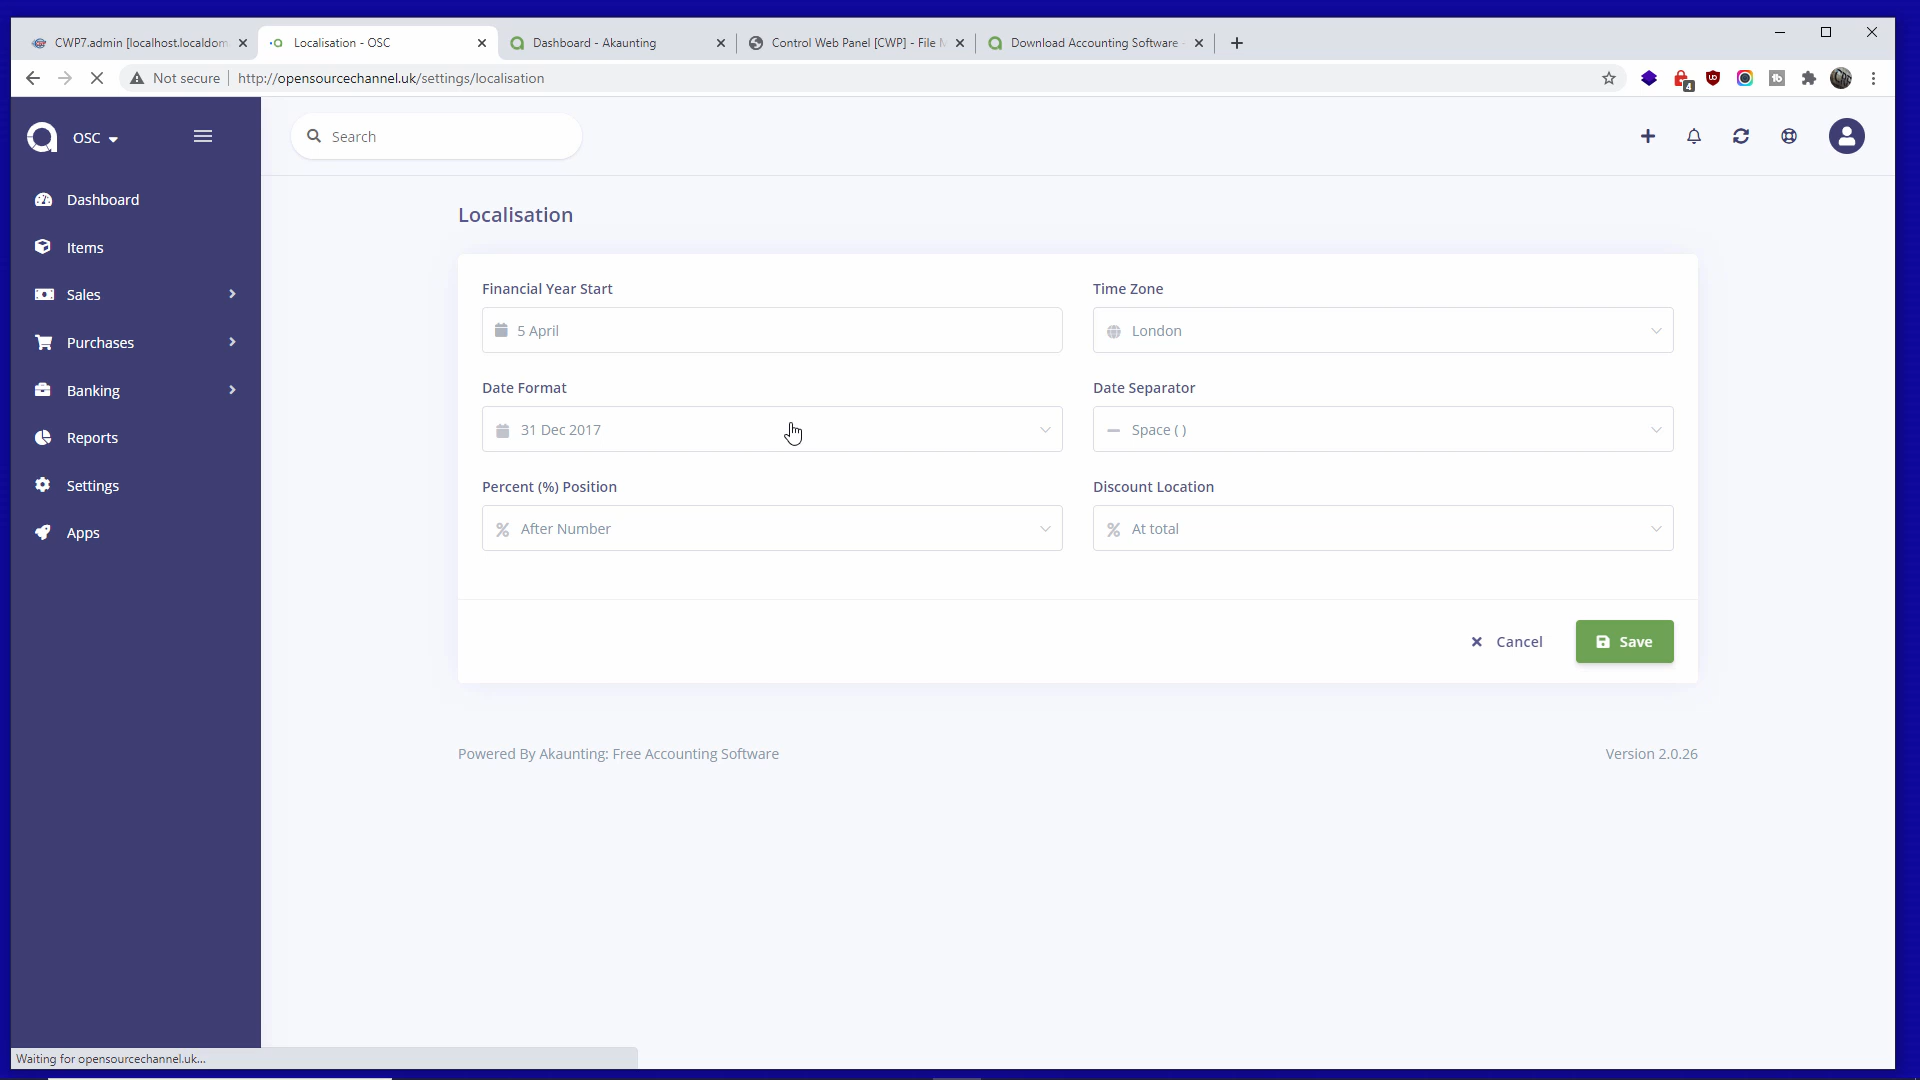 CWP7.admin [localhost.localdom
Localisation - OSC
Dashboard - Akaunting
Control Web Panel [CWP] - File M
Download Accounting Software -
Not secure
http://opensourcechannel.uk/settings/localisation
4
OSC
Search
Dashboard
Items
Sales
Purchases
Banking
Reports
Settings
Apps
Localisation
Financial Year Start
Time Zone
5 April
London
Date Format
Date Separator
31 Dec 2017
Space ( )
Percent (%) Position
Discount Location
After Number
At total
Cancel
Save
Powered By Akaunting: Free Accounting Software
Version 2.0.26
Waiting for opensourcechannel.uk...